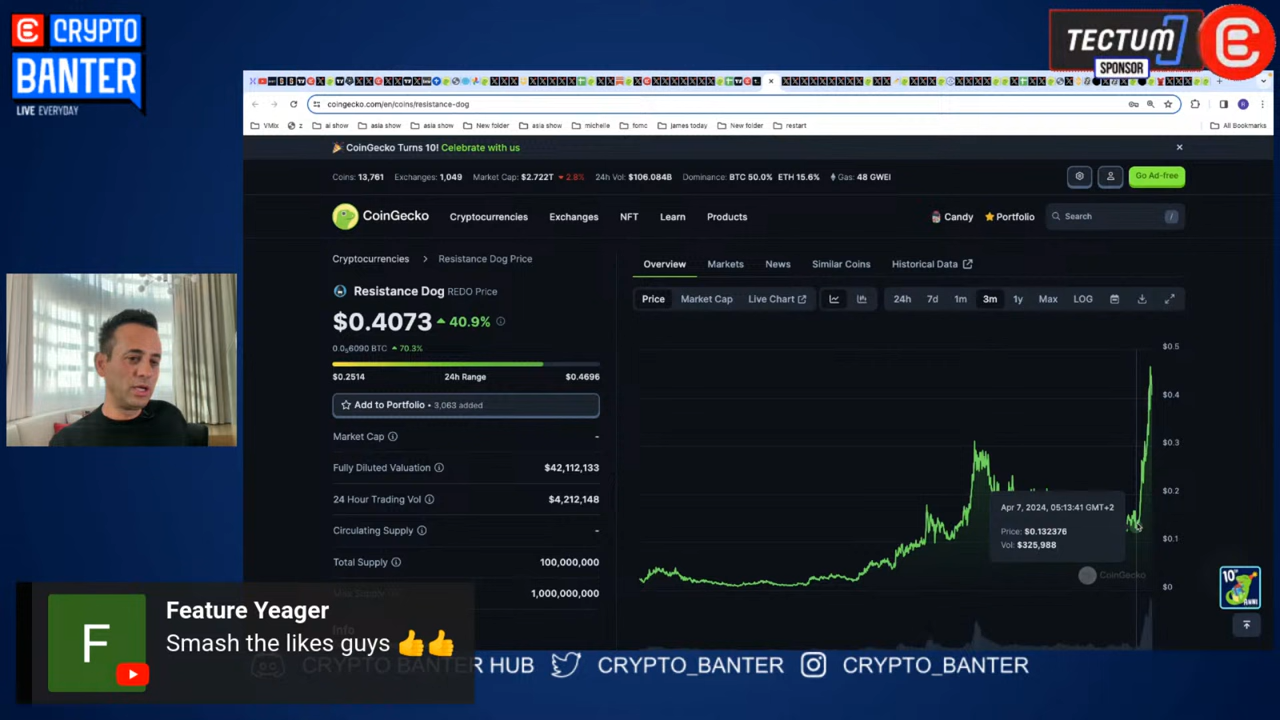 CRYPTO
BANTER
LIVE EVERYDAY
TECTUM
SPONSOR
coingecko.com/en/coins/resistance-dog
VMix
z
ai show
asia show
asia show
New folder
asia show
michelle
fomc
james today
New folder
restart
All Bookmarks
CoinGecko Turns 10! Celebrate with us
Coins: 13,761 Exchanges: 1,049 Market Cap: $2.722T 2.8% 24h Vol: $106.084B Dominance: BTC 50.0% ETH 15.6% Gas: 48 GWEI
Go Ad-free
CoinGecko
Cryptocurrencies Exchanges NFT Learn Products
Candy Portfolio Search /
Cryptocurrencies > Resistance Dog Price
Resistance Dog REDO Price
$0.4073 40.9%
0.0₅6090 BTC 70.3%
$0.2514 24h Range $0.4696
Add to Portfolio • 3,063 added
Market Cap -
Fully Diluted Valuation $42,112,133
24 Hour Trading Vol $4,212,148
Circulating Supply -
Total Supply 100,000,000
1,000,000,000
Overview Markets News Similar Coins Historical Data
Price Market Cap Live Chart 24h 7d 1m 3m 1y Max LOG
$0.5
$0.4
$0.3
$0.2
$0.1
$0
Apr 7, 2024, 05:13:41 GMT+2
Price: $0.132376
Vol: $325,988
CoinGecko
F
Feature Yeager
Smash the likes guys 👍👍
CRYPTO BANTER HUB CRYPTO_BANTER CRYPTO_BANTER